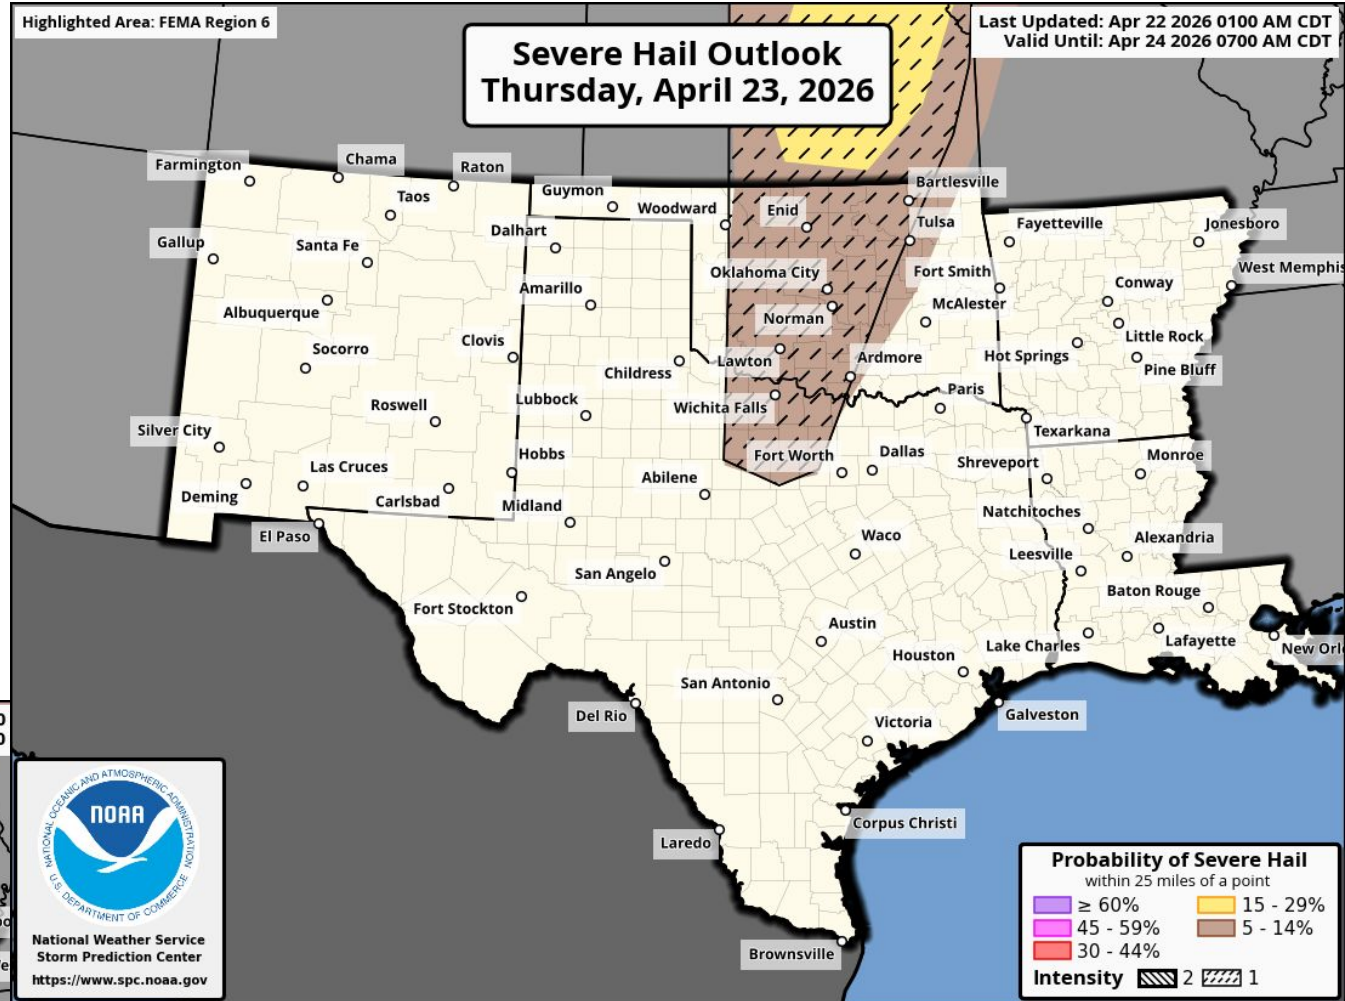 Highlighted Area: FEMA Region 6
Severe Hail Outlook
Thursday, April 23, 2026
Last Updated: Apr 22 2026 0100 AM CDT
Valid Until: Apr 24 2026 0700 AM CDT
Farmington
Chama
Raton
Taos
Guymon
Woodward
Enid
Bartlesville
Tulsa
Fayetteville
Jonesboro
Gallup
Santa Fe
Dalhart
Oklahoma City
Fort Smith
West Memphis
Amarillo
Conway
Albuquerque
Norman
McAlester
Little Rock
Socorro
Clovis
Childress
Lawton
Ardmore
Hot Springs
Pine Bluff
Roswell
Lubbock
Wichita Falls
Paris
Texarkana
Silver City
Las Cruces
Hobbs
Fort Worth
Dallas
Shreveport
Monroe
Deming
Carlsbad
Midland
Abilene
Natchitoches
El Paso
Waco
Leesville
Alexandria
San Angelo
Fort Stockton
Baton Rouge
Austin
Lake Charles
Lafayette
New Orl
Houston
San Antonio
Del Rio
Victoria
Galveston
Corpus Christi
Laredo
Brownsville
NATIONAL OCEANIC AND ATMOSPHERIC ADMINISTRATION
NOAA
U.S. DEPARTMENT OF COMMERCE
National Weather Service
Storm Prediction Center
https://www.spc.noaa.gov
Probability of Severe Hail
within 25 miles of a point
≥ 60%
15 - 29%
45 - 59%
5 - 14%
30 - 44%
Intensity 2 1